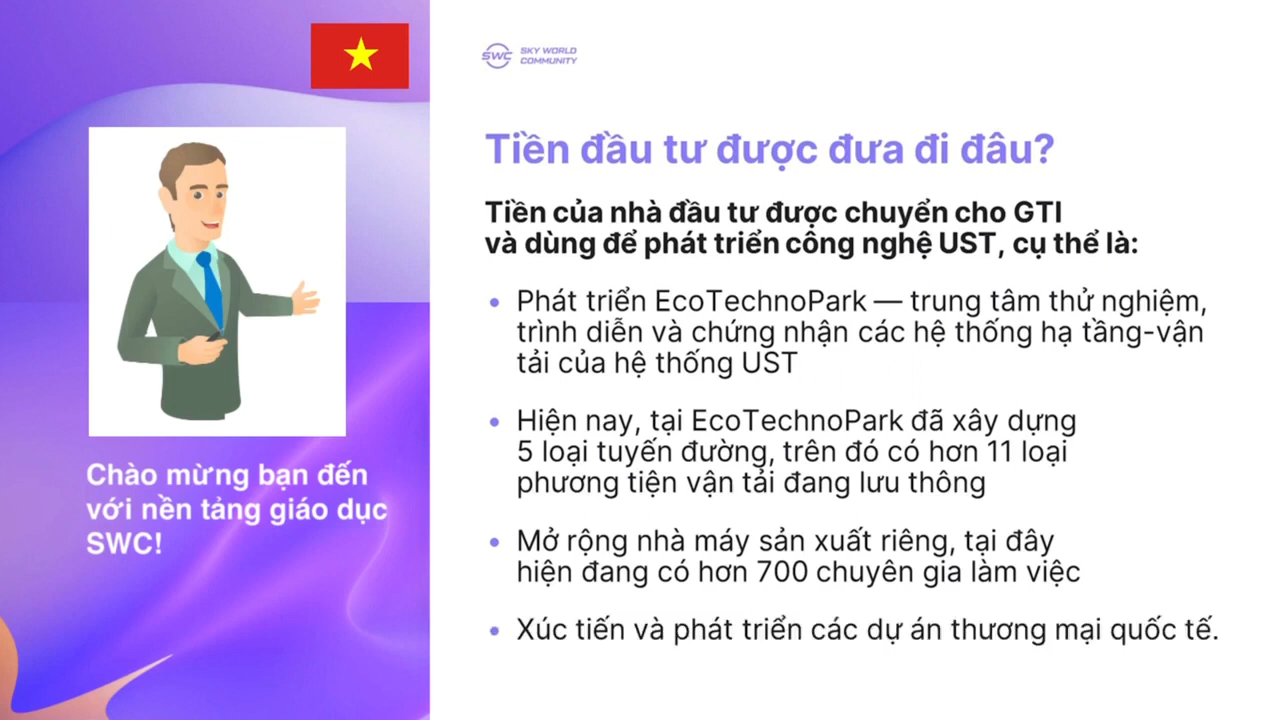 SWC SKY WORLD
COMMUNITY
Chào mừng bạn đến
với nền tảng giáo dục
SWC!
Tiền đầu tư được đưa đi đâu?
Tiền của nhà đầu tư được chuyển cho GTI
và dùng để phát triển công nghệ UST, cụ thể là:
• Phát triển EcoTechnoPark — trung tâm thử nghiệm,
trình diễn và chứng nhận các hệ thống hạ tầng-vận
tải của hệ thống UST
• Hiện nay, tại EcoTechnoPark đã xây dựng
5 loại tuyến đường, trên đó có hơn 11 loại
phương tiện vận tải đang lưu thông
• Mở rộng nhà máy sản xuất riêng, tại đây
hiện đang có hơn 700 chuyên gia làm việc
• Xúc tiến và phát triển các dự án thương mại quốc tế.